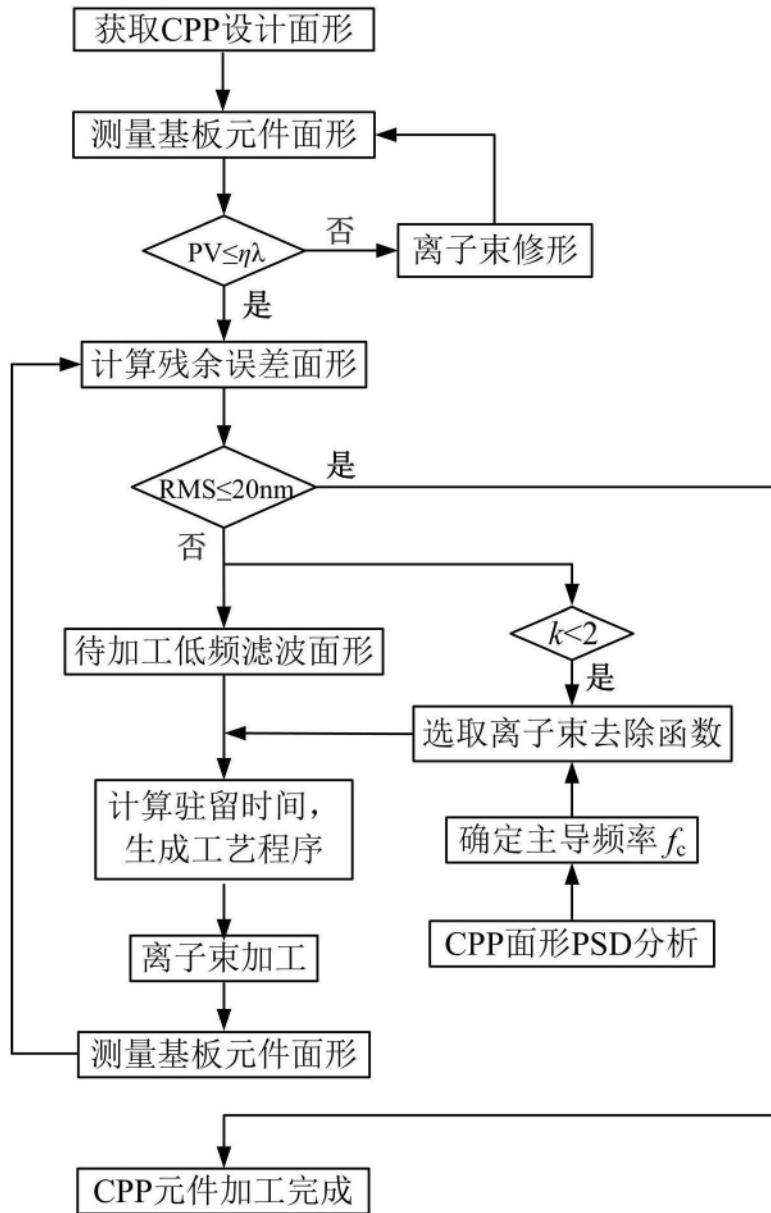 获取CPP设计面形
测量基板元件面形
PV≤ηλ
否
离子束修形
是
计算残余误差面形
RMS≤20nm
是
否
k<2
待加工低频滤波面形
是
选取离子束去除函数
计算驻留时间，
生成工艺程序
确定主导频率fc
离子束加工
CPP面形PSD分析
测量基板元件面形
CPP元件加工完成